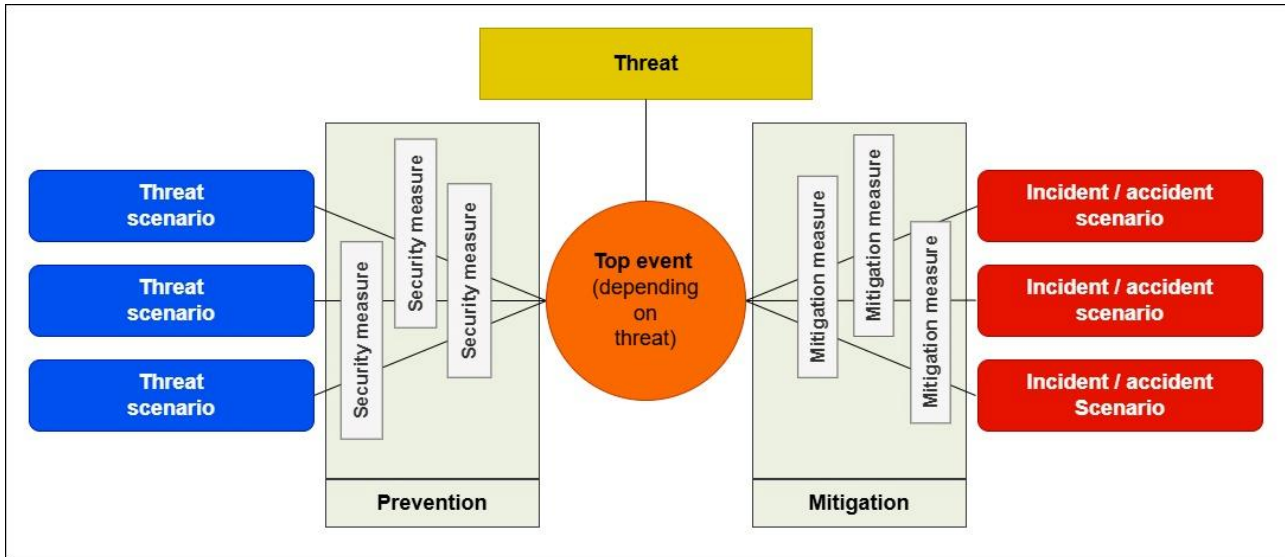 Threat
Threat
scenario
Threat
scenario
Threat
scenario
Security measure
Security measure
Security measure
Prevention
Top event
(depending
on
threat)
Mitigation measure
Mitigation measure
Mitigation measure
Mitigation
Incident / accident
scenario
Incident / accident
scenario
Incident / accident
Scenario